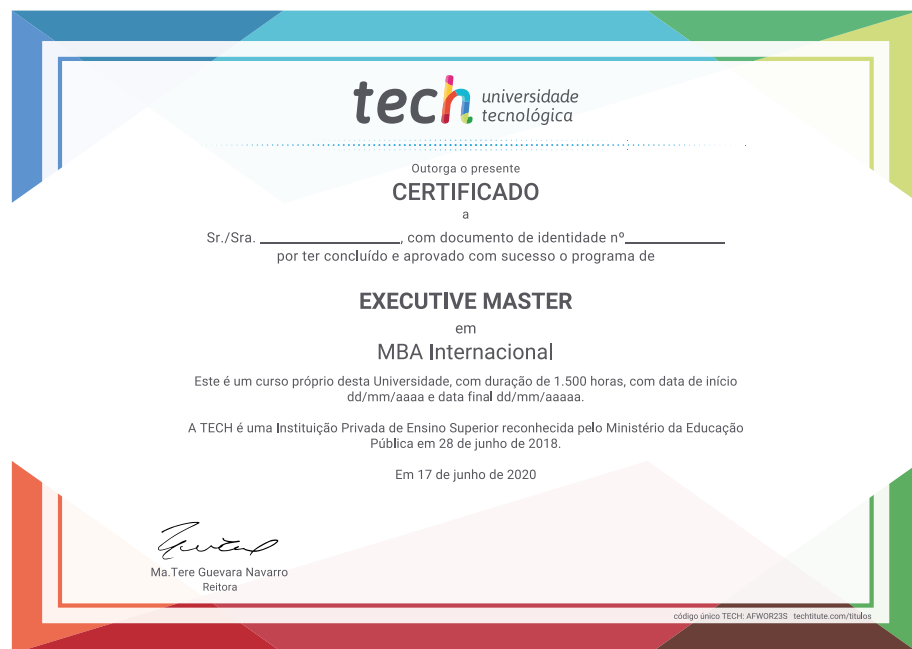 tech universidade
tecnológica
Outorga o presente
CERTIFICADO
a
Sr./Sra. ____________________, com documento de identidade nº______________
por ter concluído e aprovado com sucesso o programa de
EXECUTIVE MASTER
em
MBA Internacional
Este é um curso próprio desta Universidade, com duração de 1.500 horas, com data de início
dd/mm/aaaa e data final dd/mm/aaaaa.
A TECH é uma Instituição Privada de Ensino Superior reconhecida pelo Ministério da Educação
Pública em 28 de junho de 2018.
Em 17 de junho de 2020
Ma.Tere Guevara Navarro
Reitora
código único TECH: AFWOR23S techtitute.com/titulos